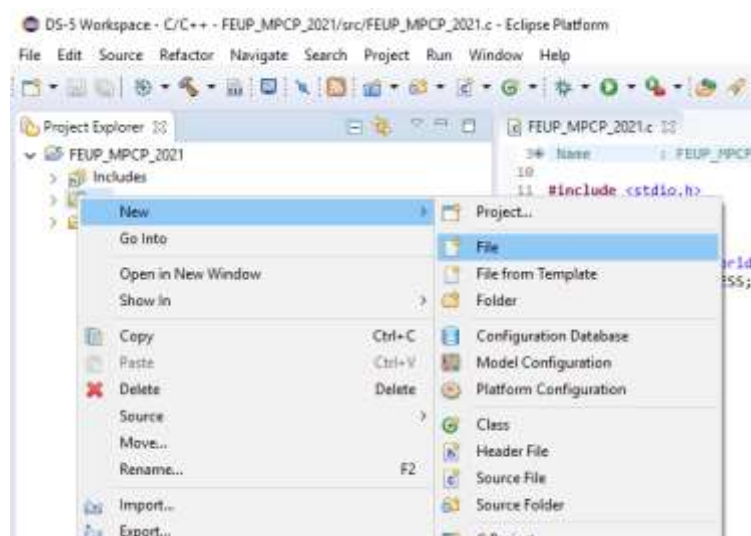 DS-5 Workspace - C/C++ - FEUP_MPCP_2021/src/FEUP_MPCP_2021.c - Eclipse Platform
File Edit Source Refactor Navigate Search Project Run Window Help
Project Explorer
FEUP_MPCP_2021.c
FEUP_MPCP_2021
Includes
Name : FEUP_MPCP
10
11 #include <stdio.h>
New
Go Into
Open in New Window
Show In
Copy Ctrl+C
Paste Ctrl+V
Delete Delete
Source
Move...
Rename... F2
Import...
Export...
Project...
File
File from Template
Folder
Configuration Database
Model Configuration
Platform Configuration
Class
Header File
Source File
Source Folder
orld
ESS;